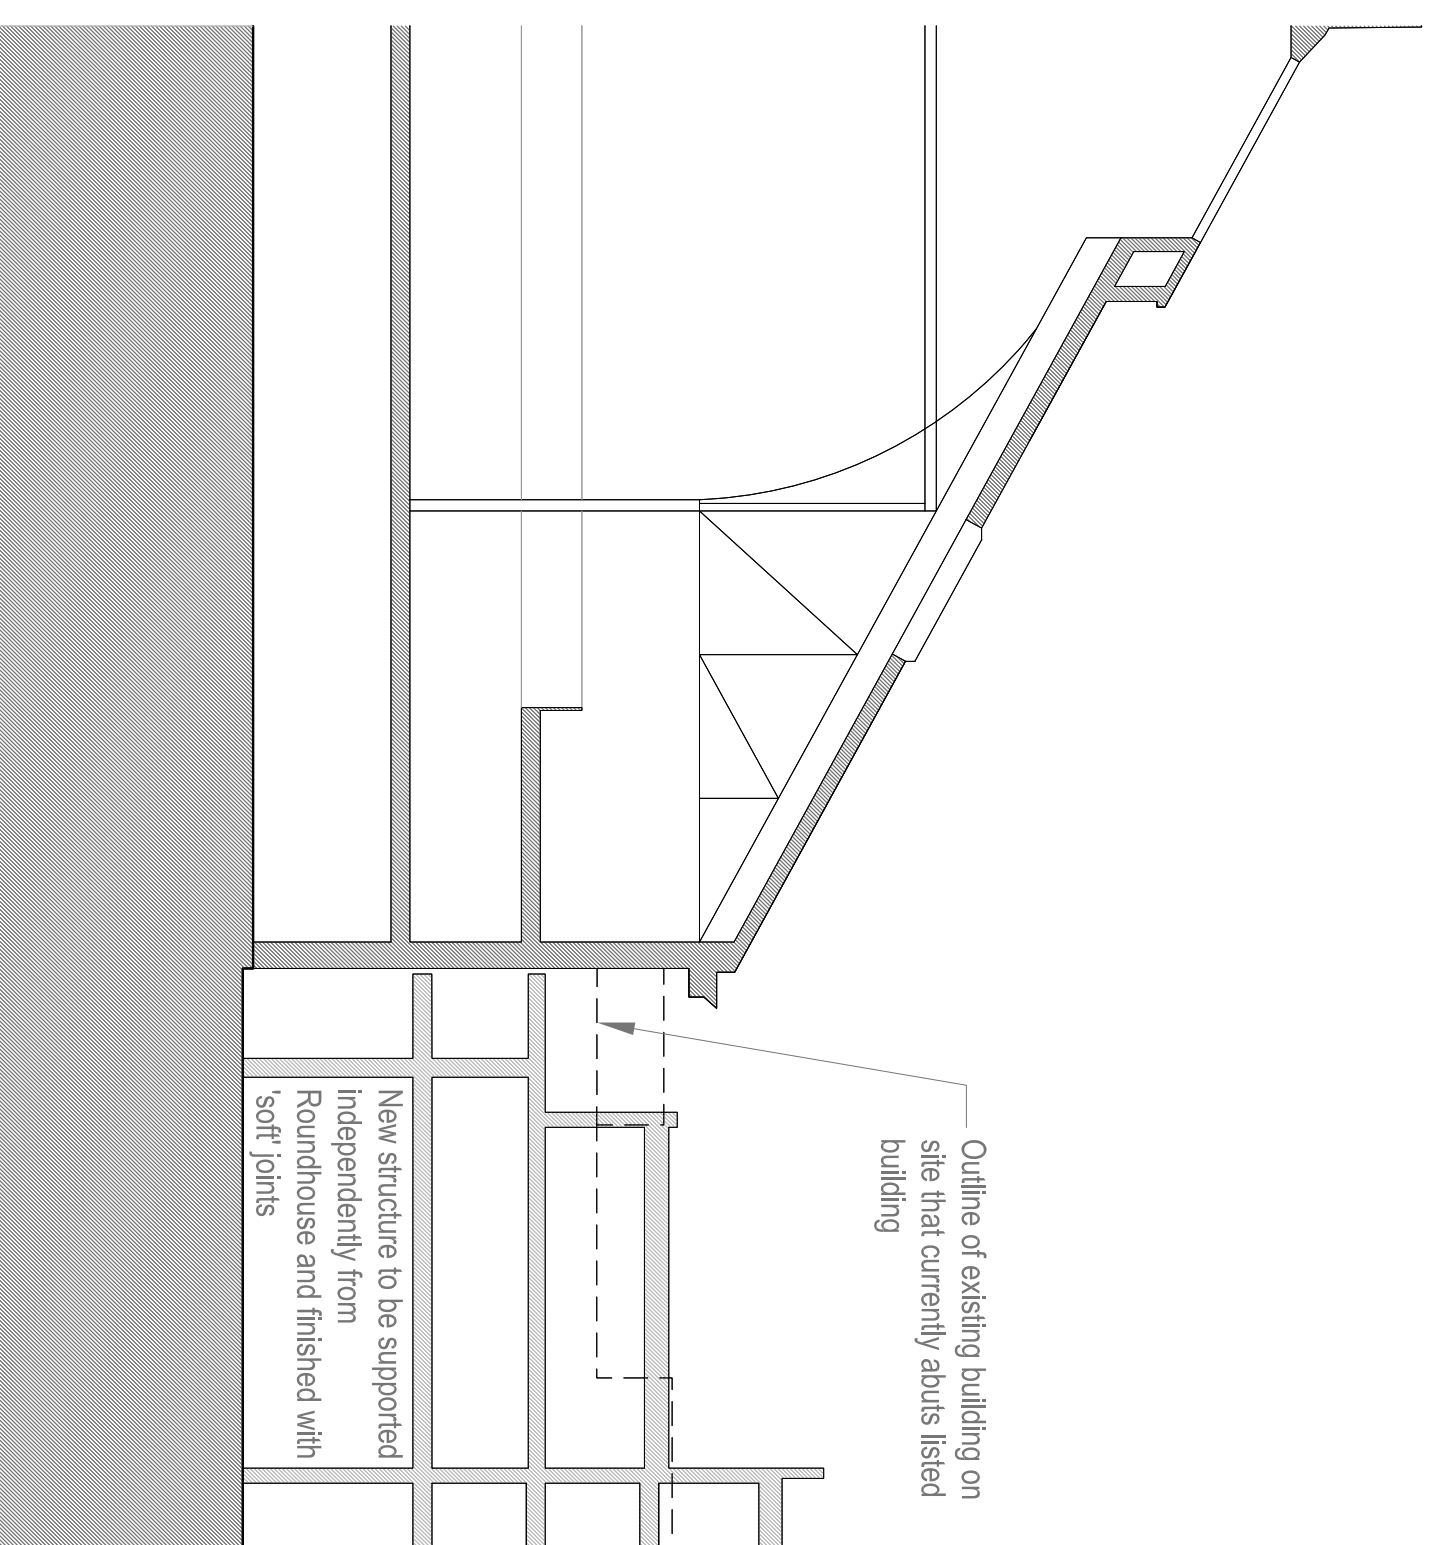 Outline of existing building on
site that currently abuts listed
building
New structure to be supported
independently from
Roundhouse and finished with
'soft' joints